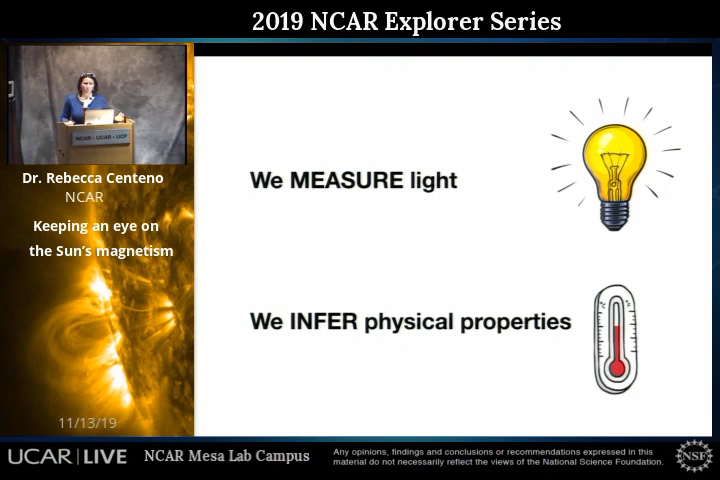 2019 NCAR Explorer Series
NCAR • UCAR • UCP
Dr. Rebecca Centeno
NCAR
Keeping an eye on
the Sun's magnetism
11/13/19
We MEASURE light
We INFER physical properties
UCAR | LIVE
NCAR Mesa Lab Campus
Any opinions, findings and conclusions or recommendations expressed in this
material do not necessarily reflect the views of the National Science Foundation.
NSF